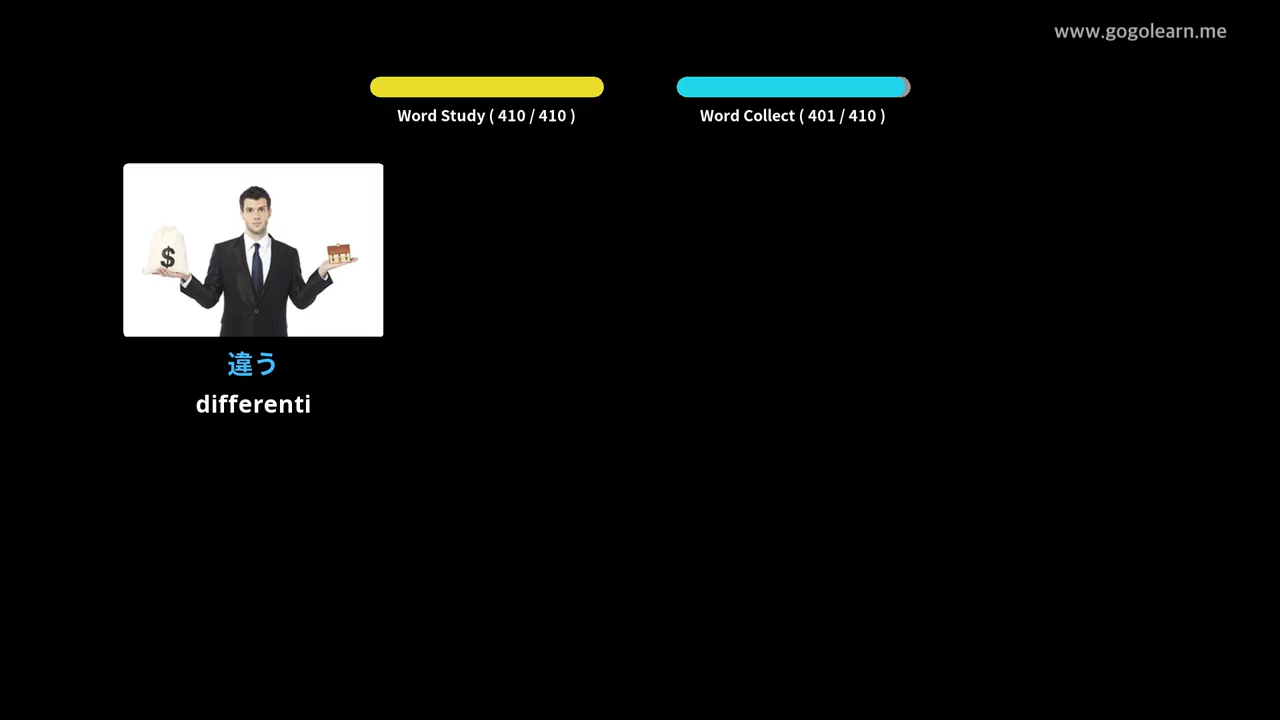 www.gogolearn.me
Word Study ( 410 / 410 )
Word Collect ( 401 / 410 )
$
違う
differenti